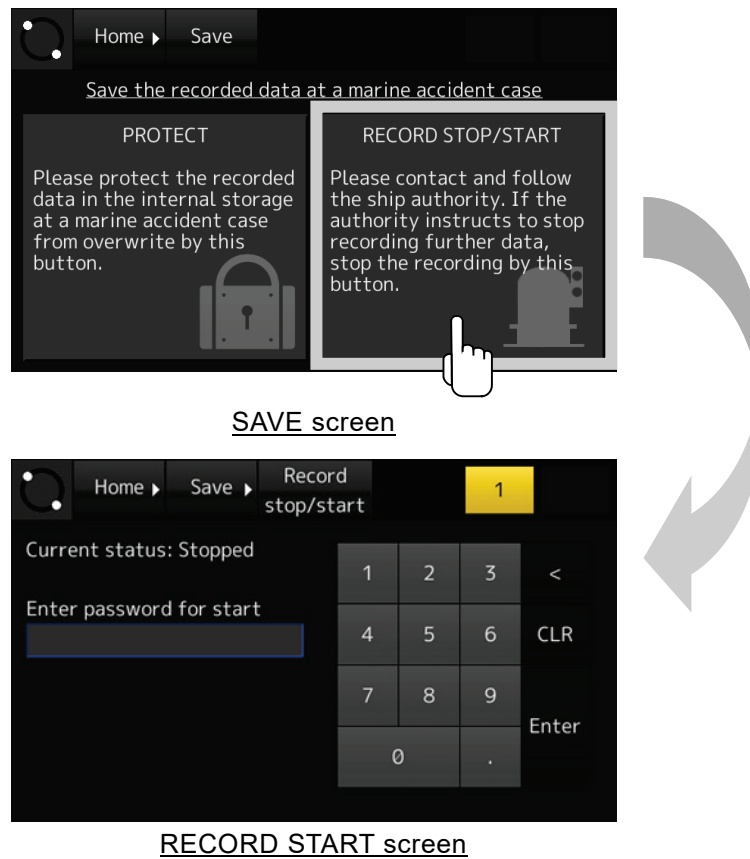 Home Save
Save the recorded data at a marine accident case
PROTECT
Please protect the recorded
data in the internal storage
at a marine accident case
from overwrite by this
button.
RECORD STOP/START
Please contact and follow
the ship authority. If the
authority instructs to stop
recording further data,
stop the recording by this
button.
SAVE screen
Home Save Record
stop/start
1
Current status: Stopped
Enter password for start
1 2 3 <
4 5 6 CLR
7 8 9
Enter
0 .
RECORD START screen